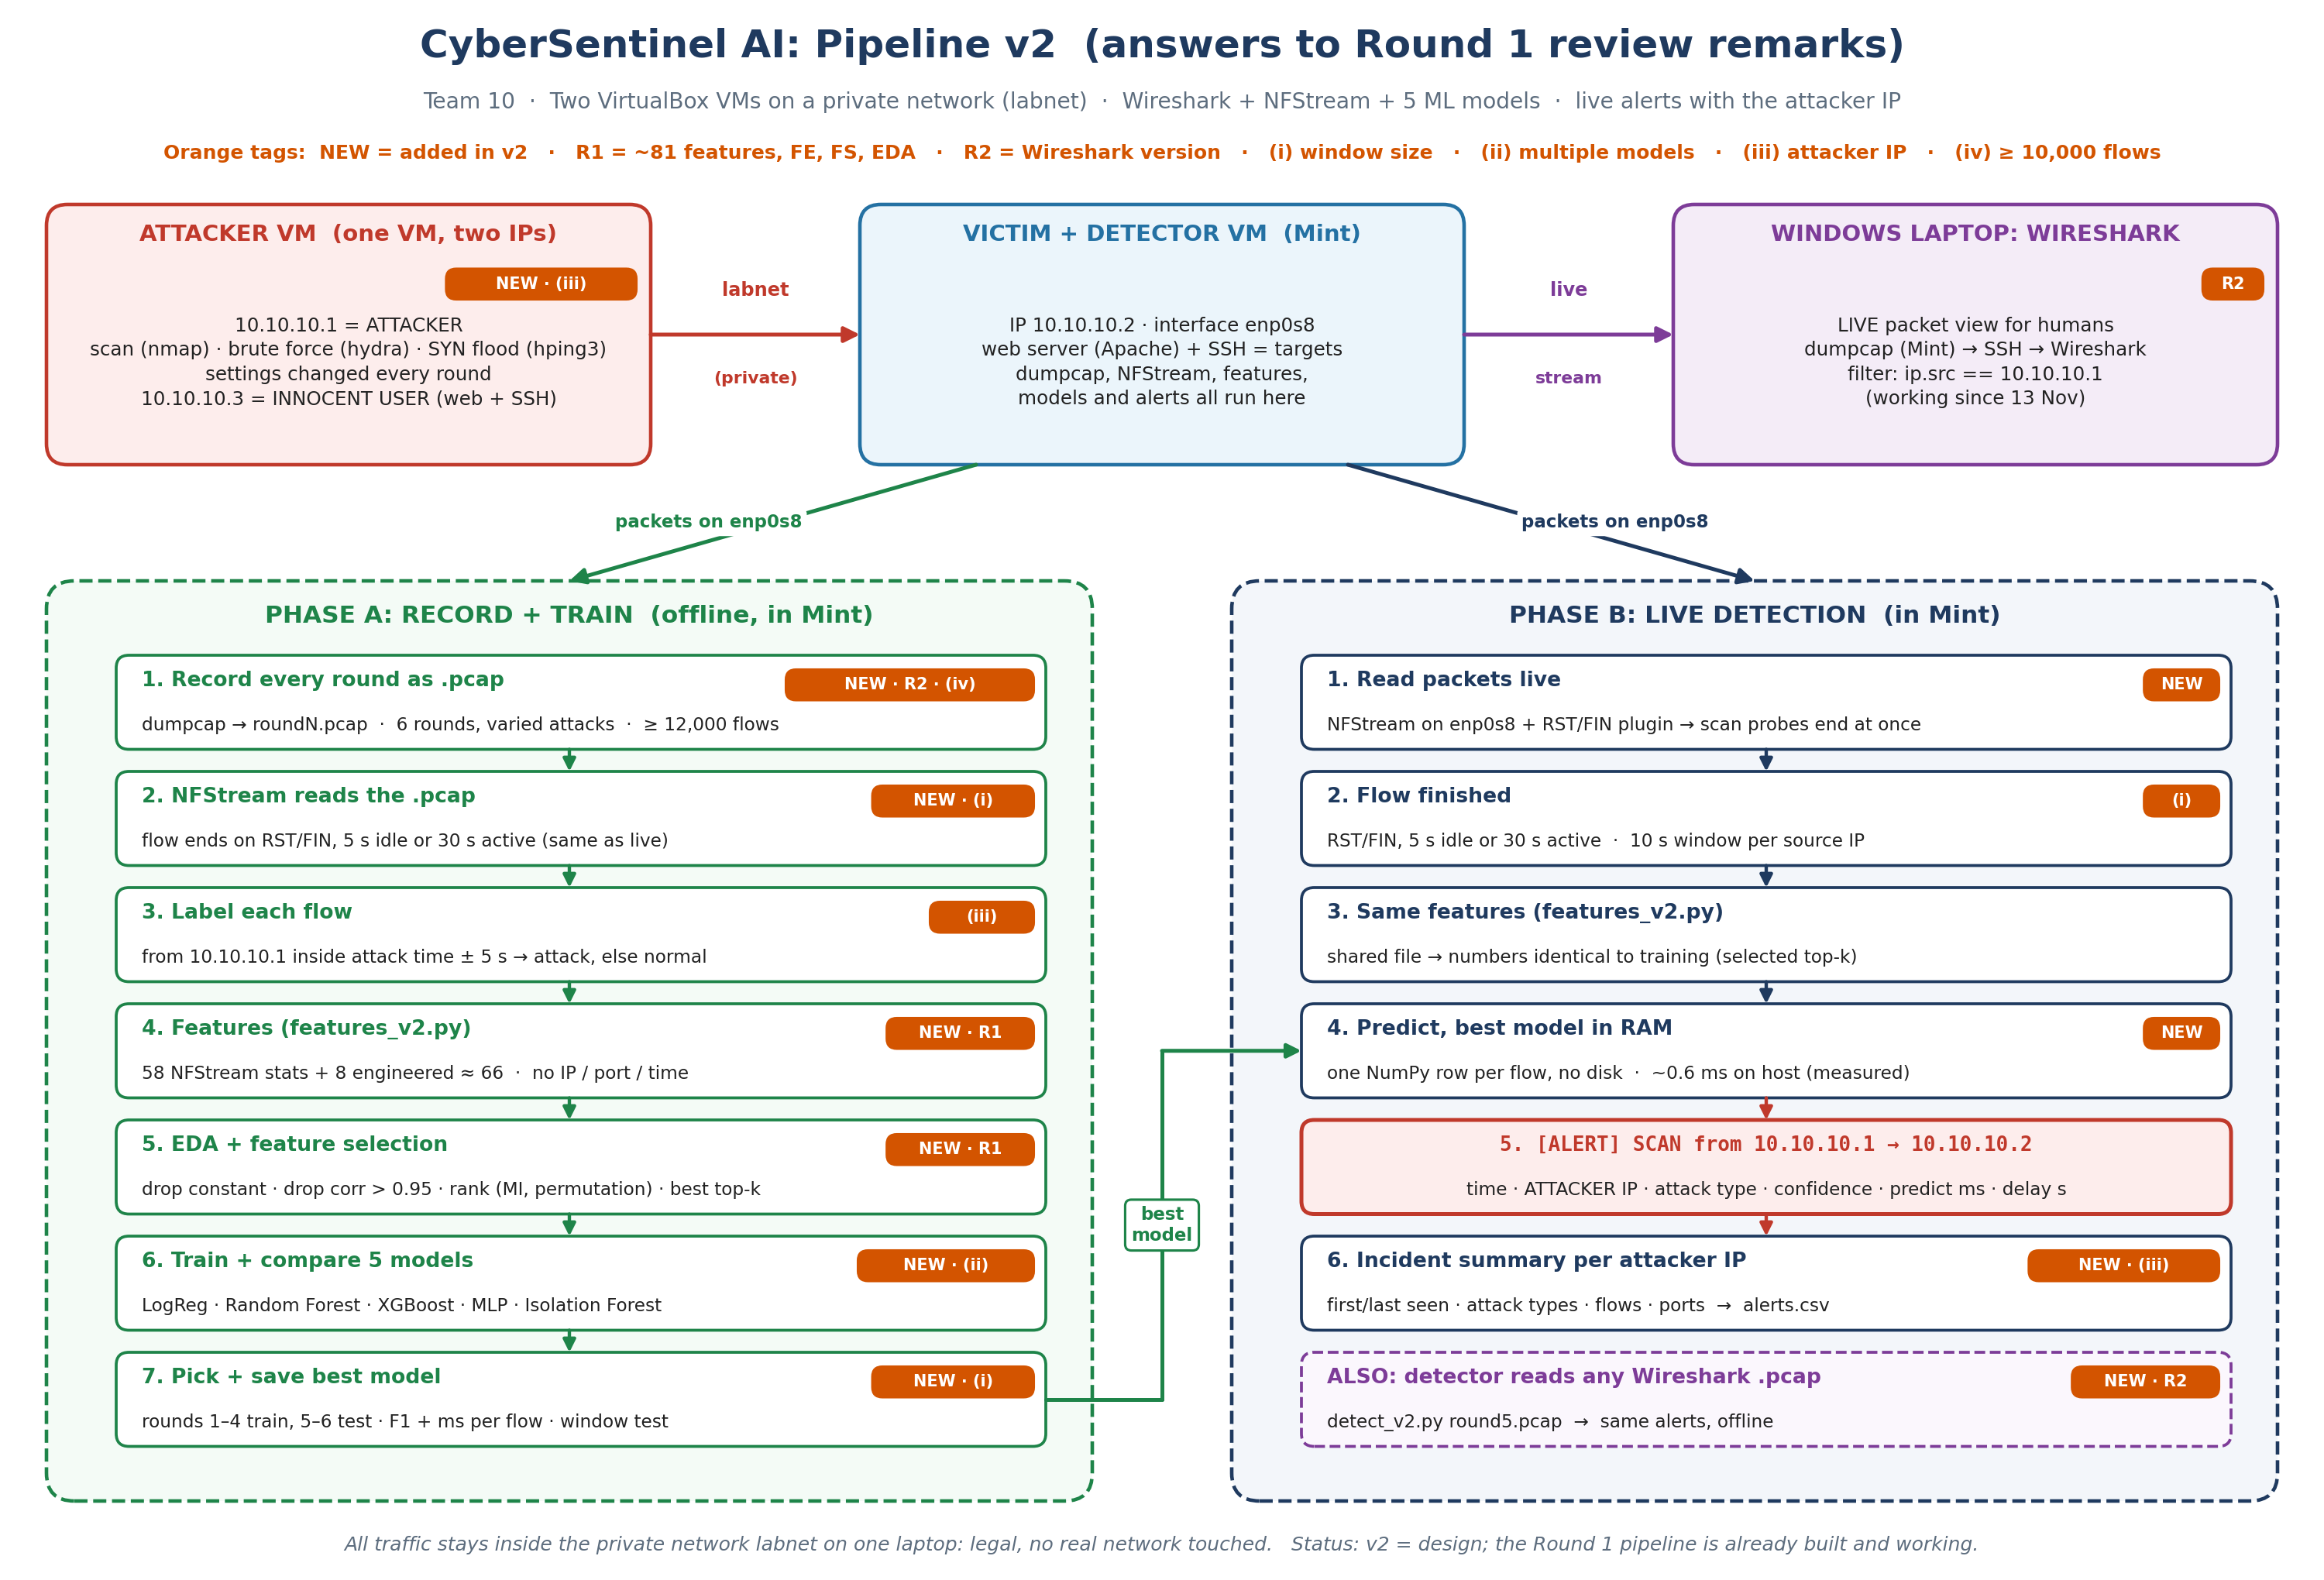 CyberSentinel AI: Pipeline v2  (answers to Round 1 review remarks)
Team 10 · Two VirtualBox VMs on a private network (labnet) · Wireshark + NFStream + 5 ML models · live alerts with the attacker IP
Orange tags: NEW = added in v2 · R1 = ~81 features, FE, FS, EDA · R2 = Wireshark version · (i) window size · (ii) multiple models · (iii) attacker IP · (iv) ≥ 10,000 flows
ATTACKER VM (one VM, two IPs)
NEW · (iii)
10.10.10.1 = ATTACKER
scan (nmap) · brute force (hydra) · SYN flood (hping3)
settings changed every round
10.10.10.3 = INNOCENT USER (web + SSH)
labnet
(private)
VICTIM + DETECTOR VM (Mint)
IP 10.10.10.2 · interface enp0s8
web server (Apache) + SSH = targets
dumpcap, NFStream, features,
models and alerts all run here
live
stream
WINDOWS LAPTOP: WIRESHARK
R2
LIVE packet view for humans
dumpcap (Mint) → SSH → Wireshark
filter: ip.src == 10.10.10.1
(working since 13 Nov)
packets on enp0s8
packets on enp0s8
PHASE A: RECORD + TRAIN (offline, in Mint)
1. Record every round as .pcap
NEW · R2 · (iv)
dumpcap → roundN.pcap · 6 rounds, varied attacks · ≥ 12,000 flows
2. NFStream reads the .pcap
NEW · (i)
flow ends on RST/FIN, 5 s idle or 30 s active (same as live)
3. Label each flow
(iii)
from 10.10.10.1 inside attack time ± 5 s → attack, else normal
4. Features (features_v2.py)
NEW · R1
58 NFStream stats + 8 engineered ≈ 66 · no IP / port / time
5. EDA + feature selection
NEW · R1
drop constant · drop corr > 0.95 · rank (MI, permutation) · best top-k
6. Train + compare 5 models
NEW · (ii)
LogReg · Random Forest · XGBoost · MLP · Isolation Forest
7. Pick + save best model
NEW · (i)
rounds 1–4 train, 5–6 test · F1 + ms per flow · window test
best
model
PHASE B: LIVE DETECTION (in Mint)
1. Read packets live
NEW
NFStream on enp0s8 + RST/FIN plugin → scan probes end at once
2. Flow finished
(i)
RST/FIN, 5 s idle or 30 s active · 10 s window per source IP
3. Same features (features_v2.py)
shared file → numbers identical to training (selected top-k)
4. Predict, best model in RAM
NEW
one NumPy row per flow, no disk · ~0.6 ms on host (measured)
5. [ALERT] SCAN from 10.10.10.1 → 10.10.10.2
time · ATTACKER IP · attack type · confidence · predict ms · delay s
6. Incident summary per attacker IP
NEW · (iii)
first/last seen · attack types · flows · ports → alerts.csv
ALSO: detector reads any Wireshark .pcap
NEW · R2
detect_v2.py round5.pcap → same alerts, offline
All traffic stays inside the private network labnet on one laptop: legal, no real network touched. Status: v2 = design; the Round 1 pipeline is already built and working.